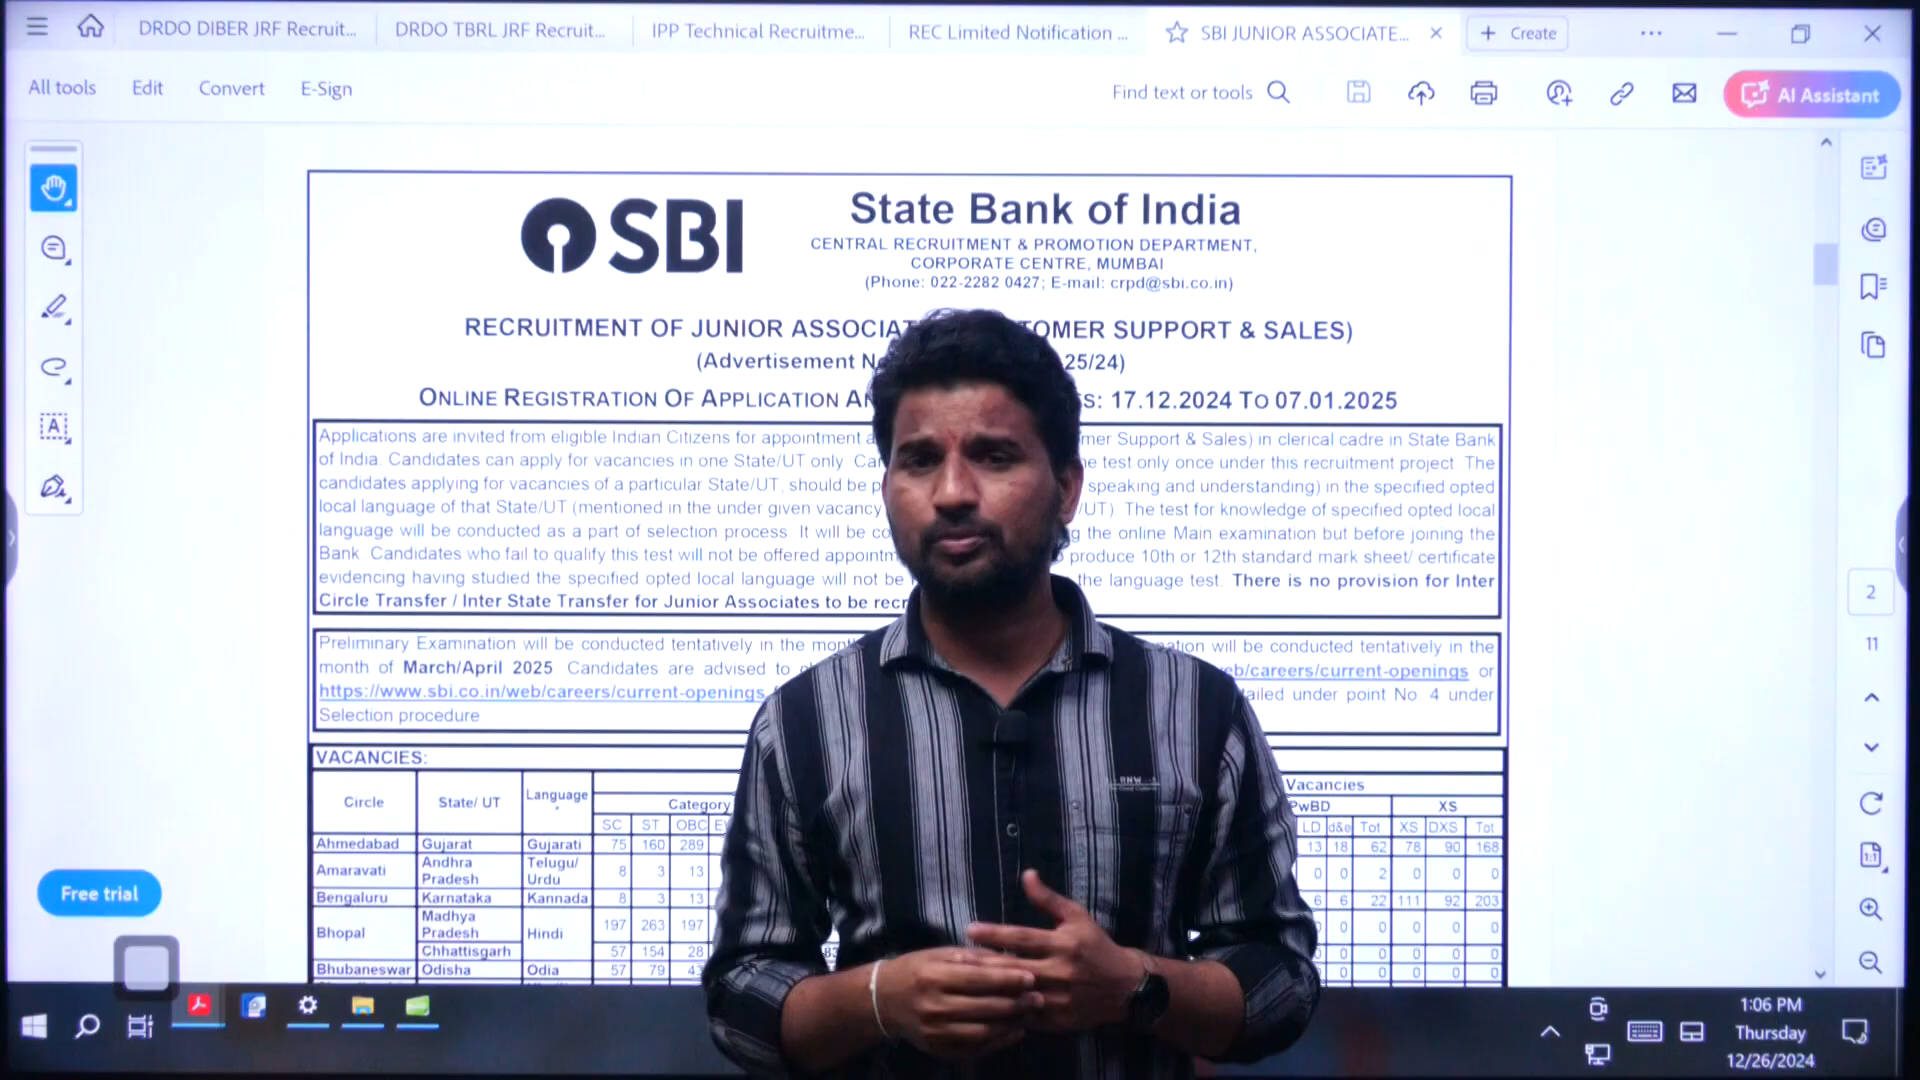 DRDO DIBER JRF Recruit...
DRDO TBRL JRF Recruit...
IPP Technical Recruitme...
REC Limited Notification ...
SBI JUNIOR ASSOCIATE...
Create
All tools
Edit
Convert
E-Sign
Find text or tools
AI Assistant
SBI
State Bank of India
CENTRAL RECRUITMENT & PROMOTION DEPARTMENT,
CORPORATE CENTRE, MUMBAI
(Phone: 022-2282 0427; E-mail: crpd@sbi.co.in)
RECRUITMENT OF JUNIOR ASSOCIA TOMER SUPPORT & SALES)
(Advertisement N 25/24)
ONLINE REGISTRATION OF APPLICATION AN S: 17.12.2024 TO 07.01.2025
Applications are invited from eligible Indian Citizens for appointment a mer Support & Sales) in clerical cadre in State Bank
of India. Candidates can apply for vacancies in one State/UT only. Ca e test only once under this recruitment project. The
candidates applying for vacancies of a particular State/UT, should be p speaking and understanding) in the specified opted
local language of that State/UT (mentioned in the under given vacancy /UT). The test for knowledge of specified opted local
language will be conducted as a part of selection process. It will be co g the online Main examination but before joining the
Bank. Candidates who fail to qualify this test will not be offered appointm produce 10th or 12th standard mark sheet/ certificate
evidencing having studied the specified opted local language will not be the language test. There is no provision for Inter
Circle Transfer / Inter State Transfer for Junior Associates to be recr
Preliminary Examination will be conducted tentatively in the mont nation will be conducted tentatively in the
month of March/April 2025. Candidates are advised to eb/careers/current-openings or
https://www.sbi.co.in/web/careers/current-openings tailed under point No. 4 under
Selection procedure
VACANCIES:
Circle State/ UT Language * Category Vacancies
PwBD XS
SC ST OBC E LD d&e Tot XS DXS Tot
Ahmedabad Gujarat Gujarati 75 160 289 13 18 62 78 90 168
Amaravati Andhra Pradesh Telugu/ Urdu 8 3 13 0 0 2 0 0 0
Bengaluru Karnataka Kannada 8 3 13 6 6 22 111 92 203
Bhopal Madhya Pradesh Hindi 197 263 197 0 0 0 0 0
Chhattisgarh 57 154 28 83 0 0 0 0 0 0
Bhubaneswar Odisha Odia 57 79 43 0 0 0 0 0 0
RNW
2
11
Free trial
1:06 PM
Thursday
12/26/2024